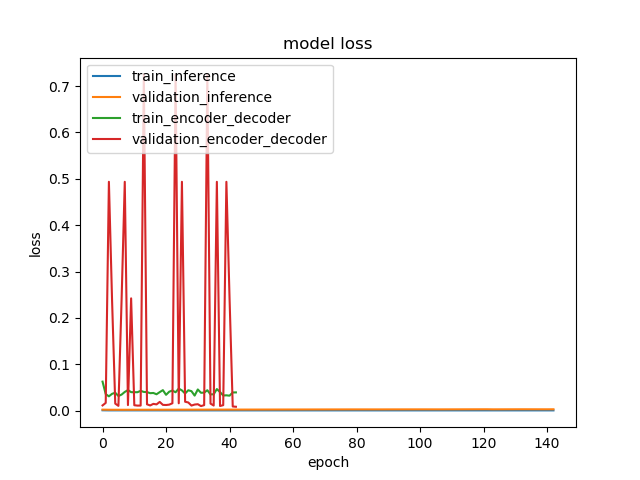 model loss
train_inference
validation_inference
train_encoder_decoder
validation_encoder_decoder
loss
0.7
0.6
0.5
0.4
0.3
0.2
0.1
0.0
0 20 40 60 80 100 120 140
epoch